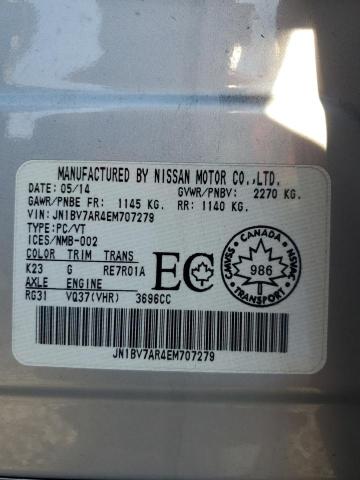 MANUFACTURED BY NISSAN MOTOR CO.,LTD.
DATE: 05/14 GVWR/PNBV: 2270 KG.
GAWR/PNBE FR: 1145 KG. RR: 1140 KG.
VIN: JN1BV7AR4EM707279
TYPE:PC/VT
ICES/NMB-002
COLOR TRIM TRANS
K23 G RE7R01A
AXLE ENGINE
RG31 VQ37(VHR) 3696CC
EC
CANADA
CMVSS
986
NSVAC
JN1BV7AR4EM707279